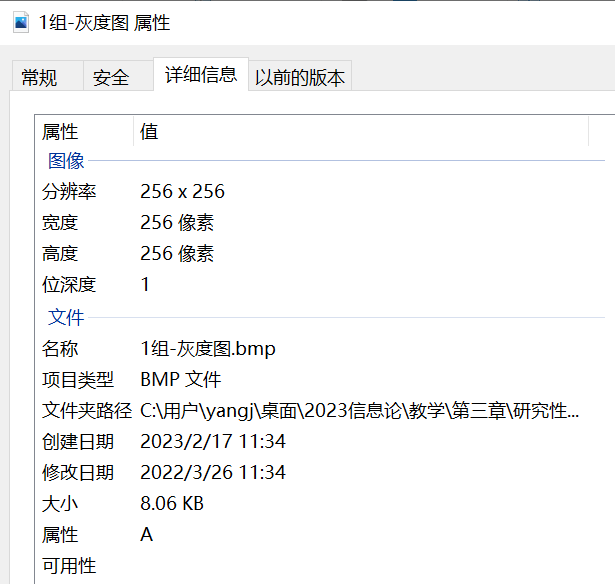 1组-灰度图 属性
常规 安全 详细信息 以前的版本
属性 值
图像
分辨率 256 x 256
宽度 256 像素
高度 256 像素
位深度 1
文件
名称 1组-灰度图.bmp
项目类型 BMP 文件
文件夹路径 C:\用户\yangj\桌面\2023信息论\教学\第三章\研究性...
创建日期 2023/2/17 11:34
修改日期 2022/3/26 11:34
大小 8.06 KB
属性 A
可用性